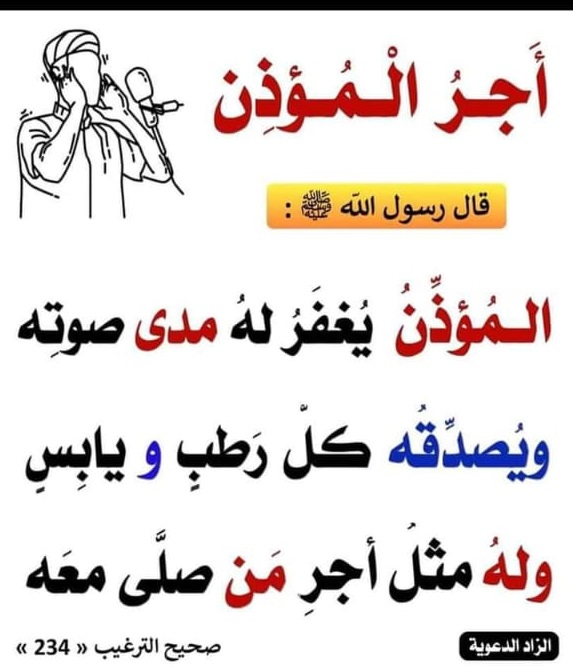 أَجرُ الْمُؤذِن
قال رسول الله ﷺ :
المُؤذِّنُ يُغفَرُ لهُ مدى صوتِه
ويُصدِّقُه كلُّ رَطبٍ و يابِسٍ
ولهُ مثلُ أجرِ مَن صلَّى معَه
الزاد الدعوية
صحيح الترغيب « 234 »